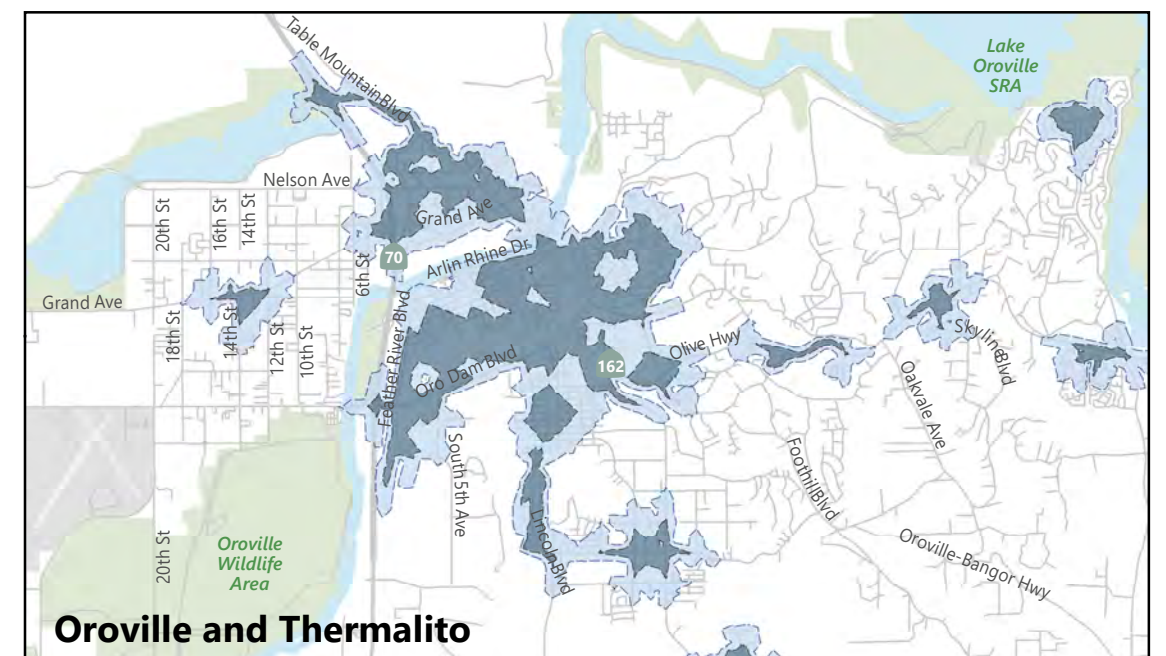 Table Mountain Blvd
Lake
Oroville
SRA
Nelson Ave
20th St
16th St
14th St
Grand Ave
70
Arlin Rhine Dr
6th St
Grand Ave
18th St
14th St
12th St
10th St
Feather River Blvd
Oro Dam Blvd
162
Olive Hwy
Skyline Blvd
Oakvale Ave
South 5th Ave
Foothill Blvd
Lincoln Blvd
20th St
Oroville
Wildlife
Area
Oroville-Bangor Hwy
Oroville and Thermalito